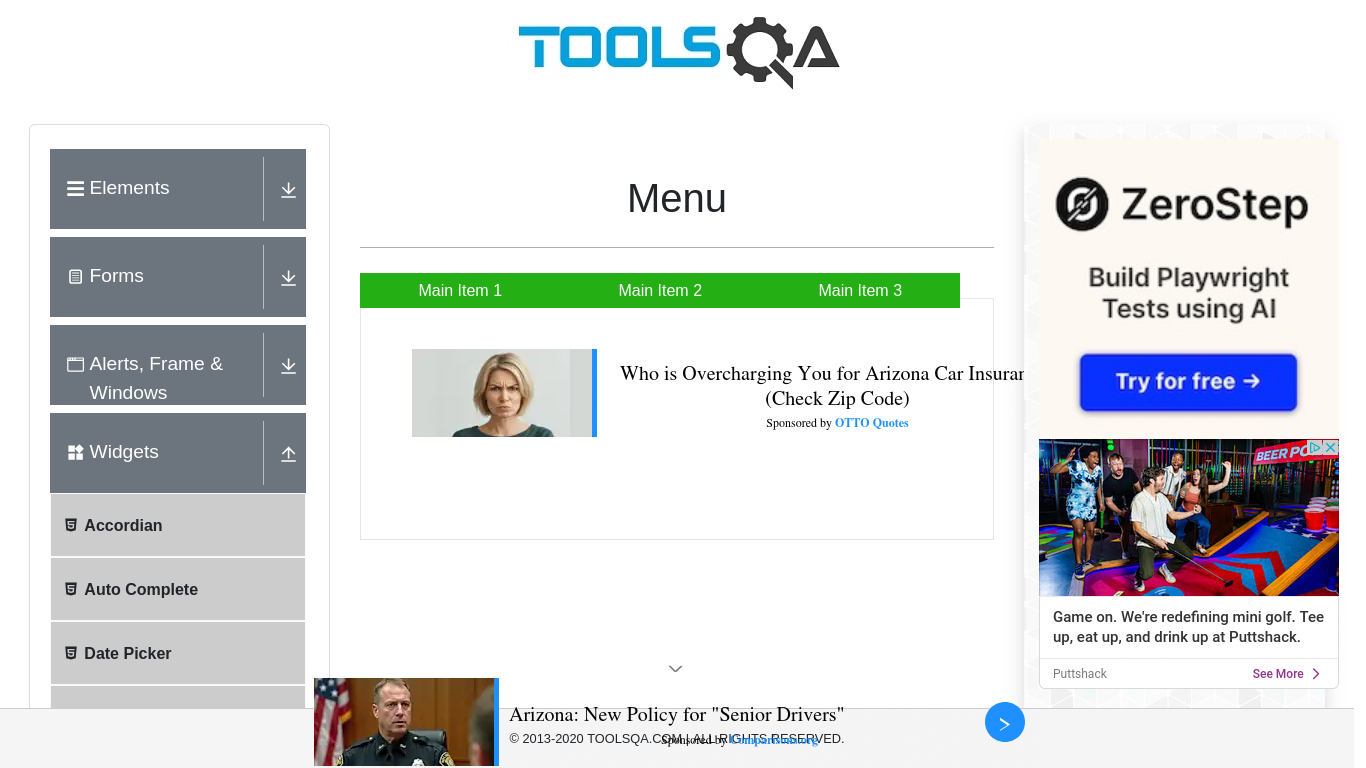 TOOLSQA
Elements
Forms
Alerts, Frame &
Windows
Widgets
Accordian
Auto Complete
Date Picker
Menu
Main Item 1
Main Item 2
Main Item 3
Who is Overcharging You for Arizona Car Insuran
(Check Zip Code)
Sponsored by OTTO Quotes
ZeroStep
Build Playwright
Tests using AI
Try for free →
BEER PO
Game on. We're redefining mini golf. Tee
up, eat up, and drink up at Puttshack.
Puttshack
See More
Arizona: New Policy for "Senior Drivers"
Sponsored by Comparisons.org
© 2013-2020 TOOLSQA.COM | ALL RIGHTS RESERVED.